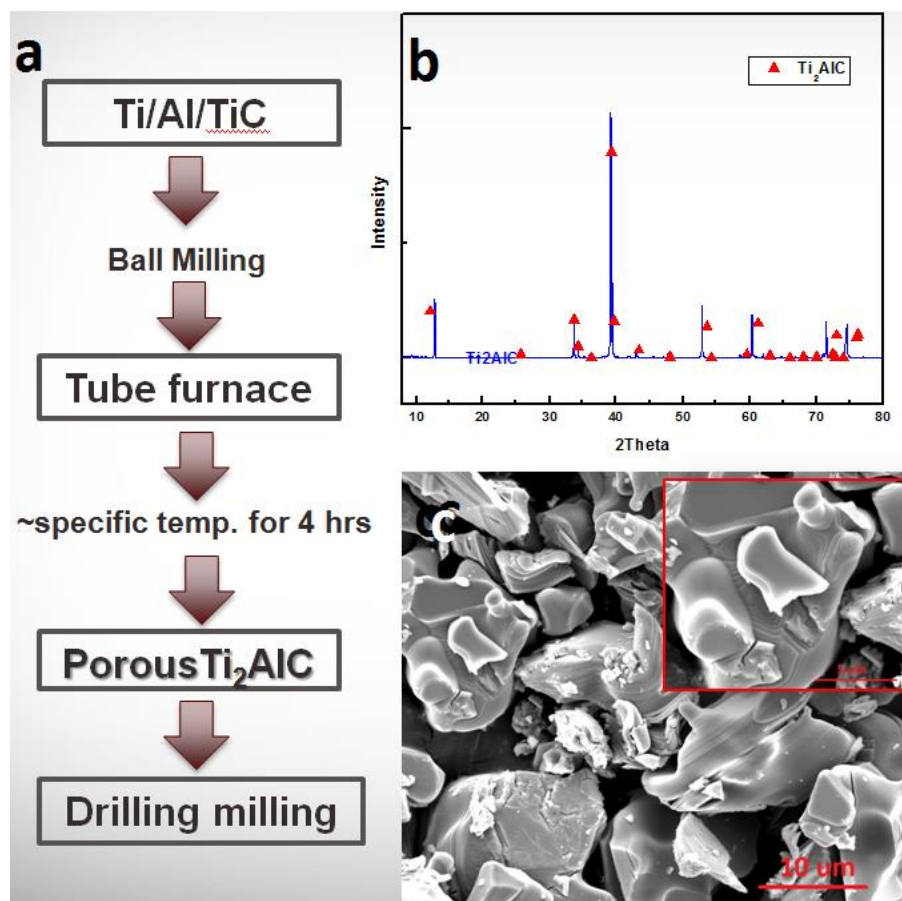 a
Ti/Al/TiC
Ball Milling
Tube furnace
~specific temp. for 4 hrs
PorousTi₂AlC
Drilling milling
b
Ti₂AlC
Intensity
Ti2AlC
10 20 30 40 50 60 70 80
2Theta
c
10 um